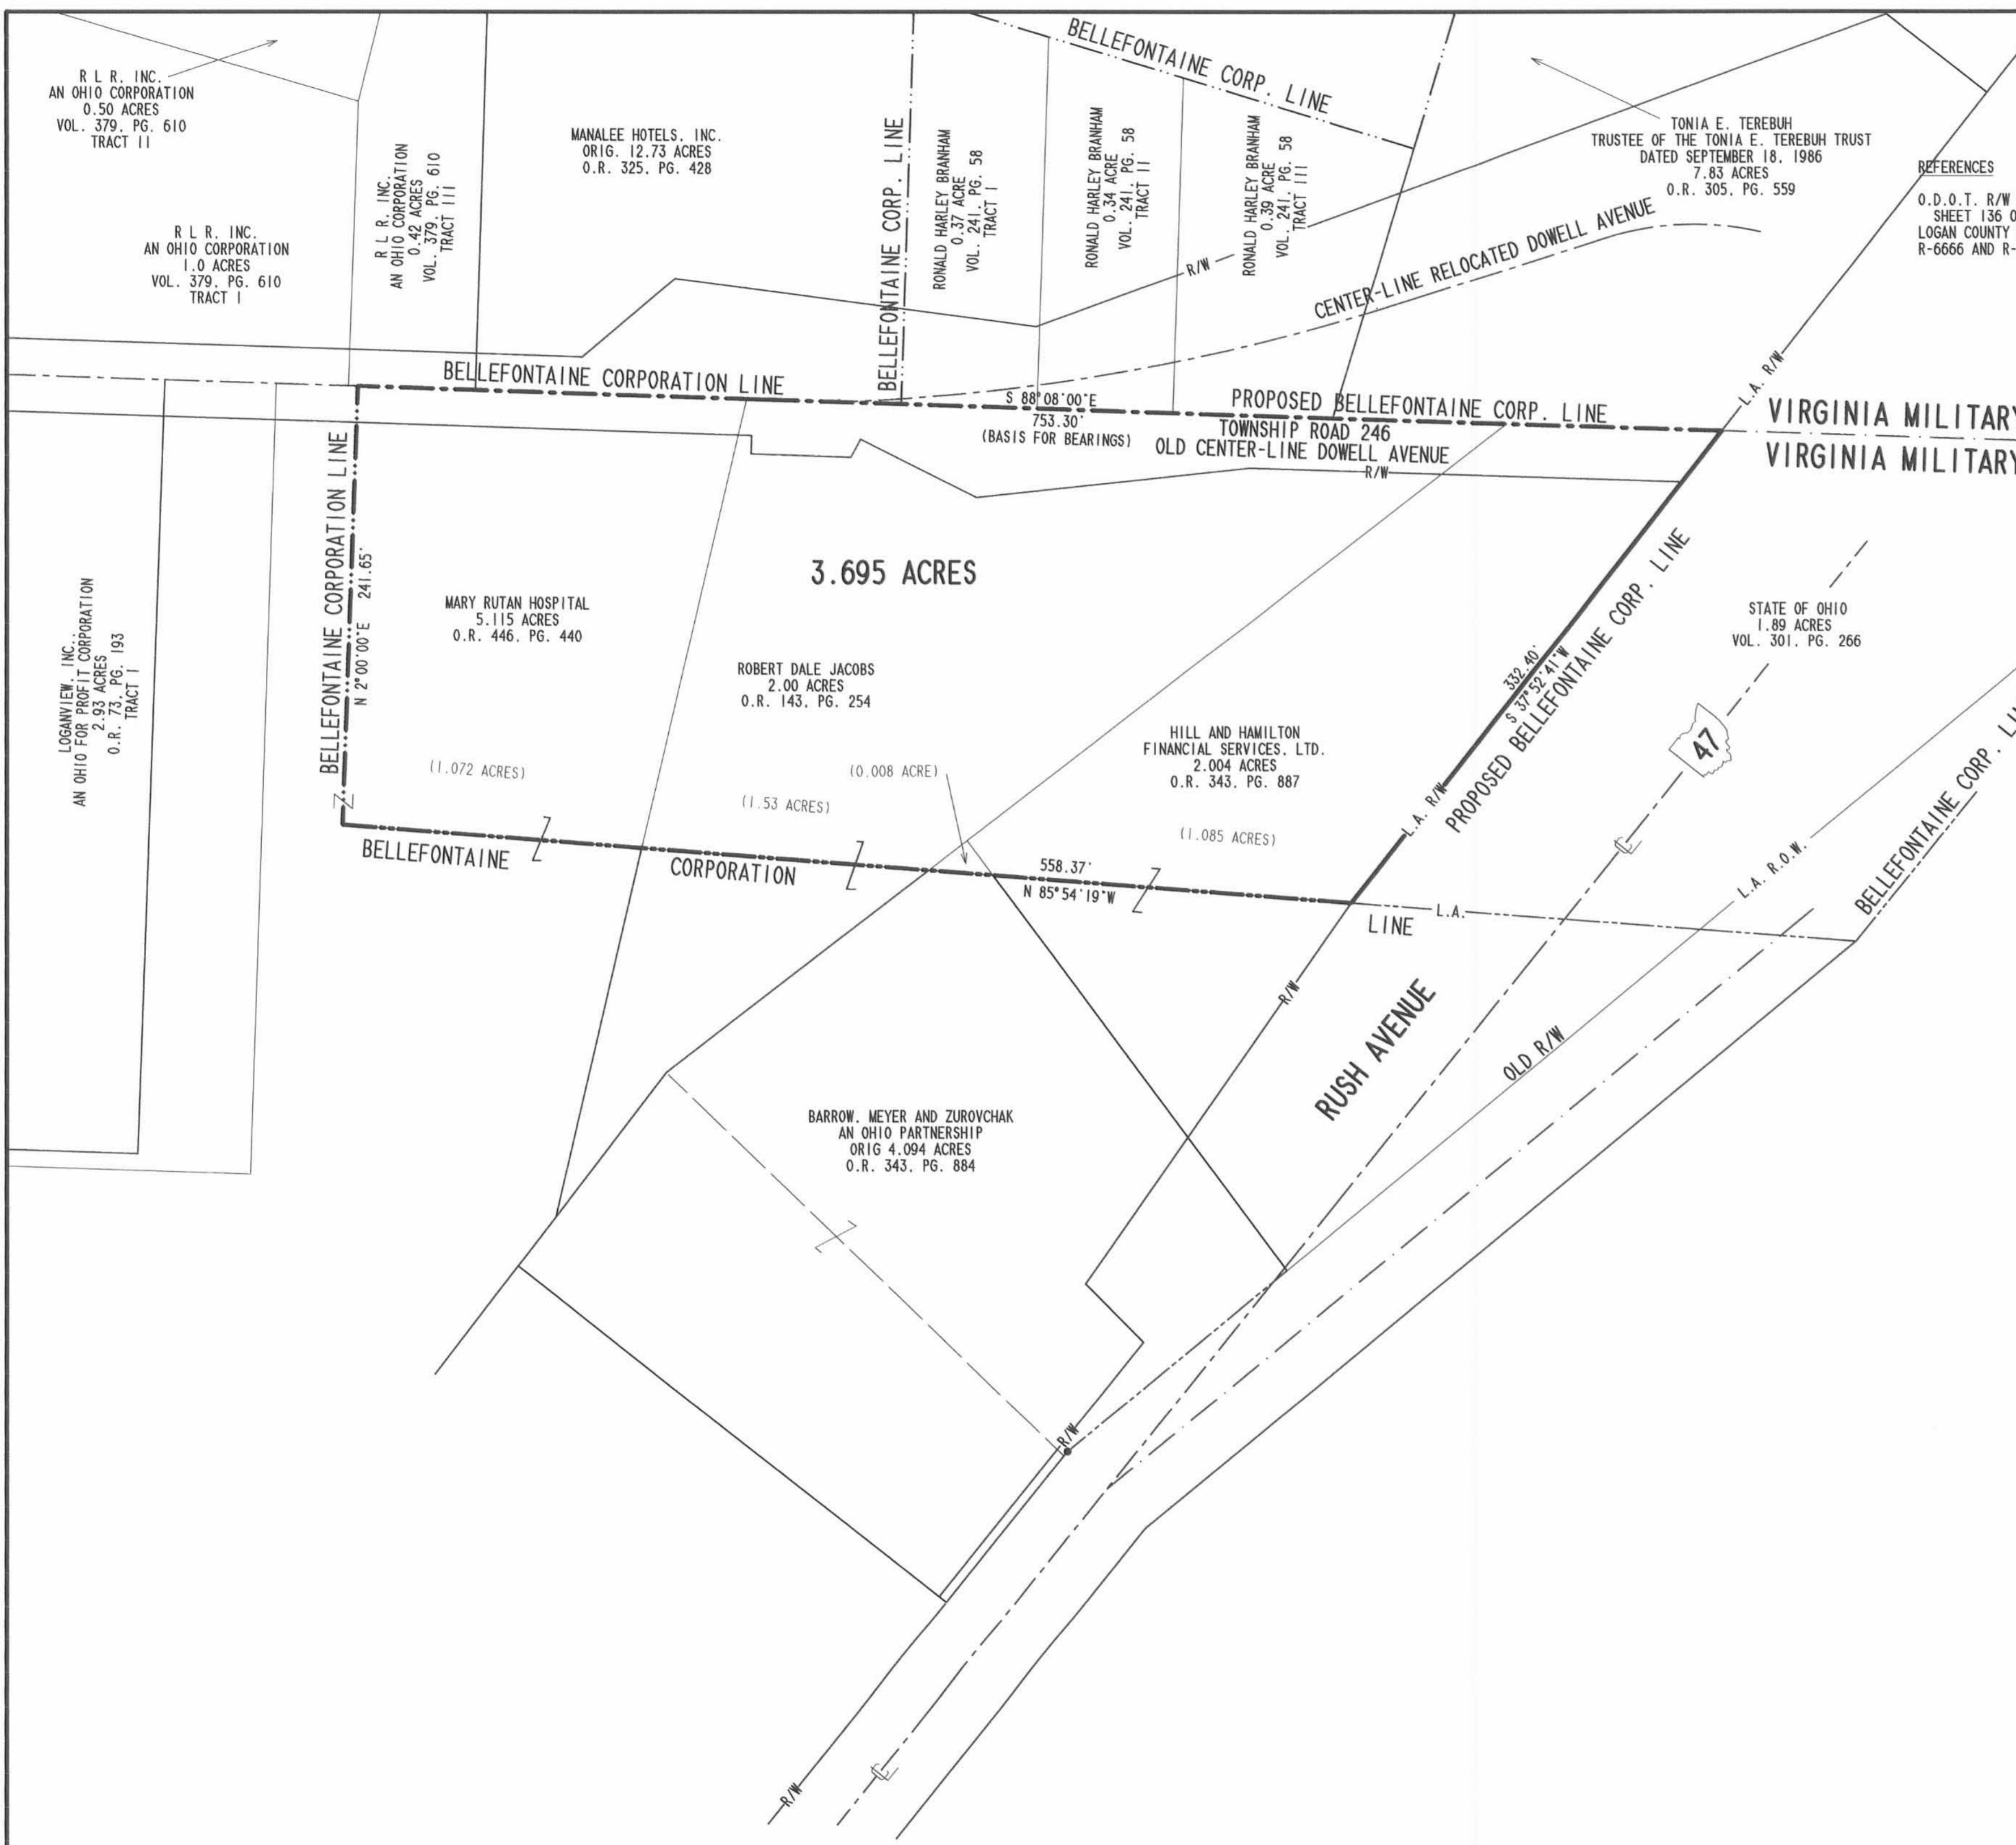 R L R, INC.
AN OHIO CORPORATION
0.50 ACRES
VOL. 379, PG. 610
TRACT II
R L R, INC.
AN OHIO CORPORATION
1.0 ACRES
VOL. 379, PG. 610
TRACT I
R L R, INC.
AN OHIO CORPORATION
0.42 ACRES
VOL. 379, PG. 610
TRACT III
MANALEE HOTELS, INC.
ORIG. 12.73 ACRES
O.R. 325, PG. 428
BELLEFONTAINE CORP. LINE
RONALD HARLEY BRANHAM
0.37 ACRE
VOL. 241, PG. 58
TRACT I
RONALD HARLEY BRANHAM
0.34 ACRE
VOL. 241, PG. 58
TRACT II
RONALD HARLEY BRANHAM
0.39 ACRE
VOL. 241, PG. 58
TRACT III
BELLEFONTAINE CORP. LINE
TONIA E. TEREBUH
TRUSTEE OF THE TONIA E. TEREBUH TRUST
DATED SEPTEMBER 18, 1986
7.83 ACRES
O.R. 305, PG. 559
REFERENCES
O.D.O.T. R/W
SHEET 136 O
LOGAN COUNTY
R-6666 AND R-
R/W
CENTER-LINE RELOCATED DOWELL AVENUE
L.A. R/W
BELLEFONTAINE CORPORATION LINE
S 88°08'00"E
753.30'
(BASIS FOR BEARINGS)
PROPOSED BELLEFONTAINE CORP. LINE
TOWNSHIP ROAD 246
OLD CENTER-LINE DOWELL AVENUE
R/W
VIRGINIA MILITARY
VIRGINIA MILITARY
BELLEFONTAINE CORPORATION LINE
N 2°00'00"E 241.65'
LOGANVIEW, INC.,
AN OHIO FOR PROFIT CORPORATION
2.93 ACRES
O.R. 73, PG. 193
TRACT I
3.695 ACRES
MARY RUTAN HOSPITAL
5.115 ACRES
O.R. 446, PG. 440
(1.072 ACRES)
ROBERT DALE JACOBS
2.00 ACRES
O.R. 143, PG. 254
(1.53 ACRES)
(0.008 ACRE)
HILL AND HAMILTON
FINANCIAL SERVICES, LTD.
2.004 ACRES
O.R. 343, PG. 887
(1.085 ACRES)
332.40'
S 37°52'41"W
PROPOSED BELLEFONTAINE CORP. LINE
L.A. R/W
STATE OF OHIO
1.89 ACRES
VOL. 301, PG. 266
47
BELLEFONTAINE CORPORATION LINE
558.37'
N 85°54'19"W
L.A.
L.A. R.O.W.
BELLEFONTAINE CORP. LI
R/W
RUSH AVENUE
OLD R/W
BARROW, MEYER AND ZUROVCHAK
AN OHIO PARTNERSHIP
ORIG 4.094 ACRES
O.R. 343, PG. 884
R/W
R/W